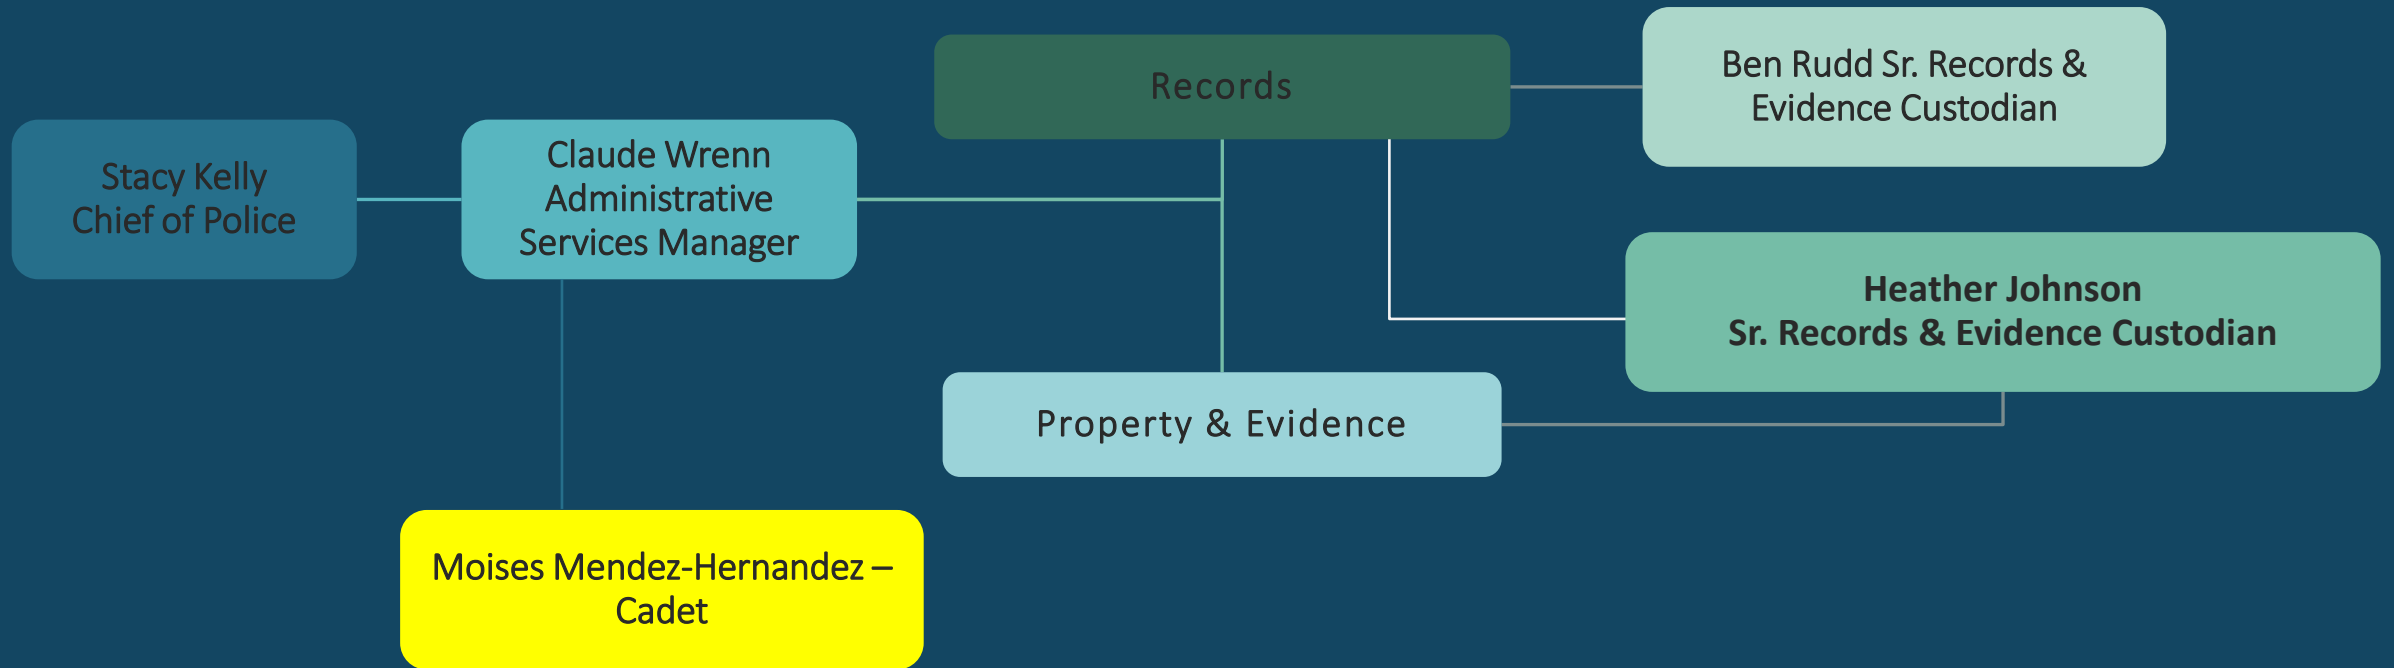 Stacy Kelly
Chief of Police
Claude Wrenn
Administrative
Services Manager
Records
Ben Rudd Sr. Records &
Evidence Custodian
Heather Johnson
Sr. Records & Evidence Custodian
Property & Evidence
Moises Mendez-Hernandez –
Cadet